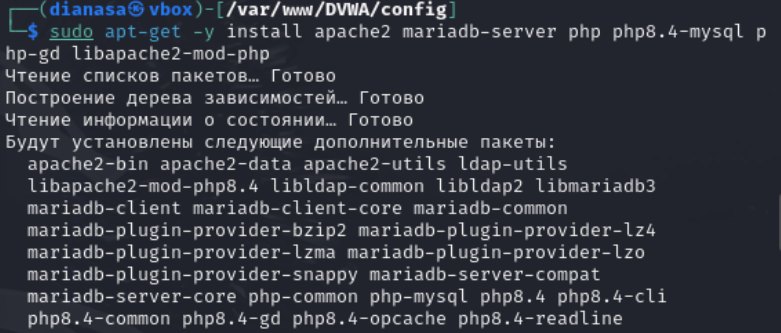 ┌──(dianasa㉿vbox)-[/var/www/DVWA/config]
└─$ sudo apt-get -y install apache2 mariadb-server php php8.4-mysql p
hp-gd libapache2-mod-php
Чтение списков пакетов… Готово
Построение дерева зависимостей… Готово
Чтение информации о состоянии… Готово
Будут установлены следующие дополнительные пакеты:
  apache2-bin apache2-data apache2-utils ldap-utils
  libapache2-mod-php8.4 libldap-common libldap2 libmariadb3
  mariadb-client mariadb-client-core mariadb-common
  mariadb-plugin-provider-bzip2 mariadb-plugin-provider-lz4
  mariadb-plugin-provider-lzma mariadb-plugin-provider-lzo
  mariadb-plugin-provider-snappy mariadb-server-compat
  mariadb-server-core php-common php-mysql php8.4 php8.4-cli
  php8.4-common php8.4-gd php8.4-opcache php8.4-readline